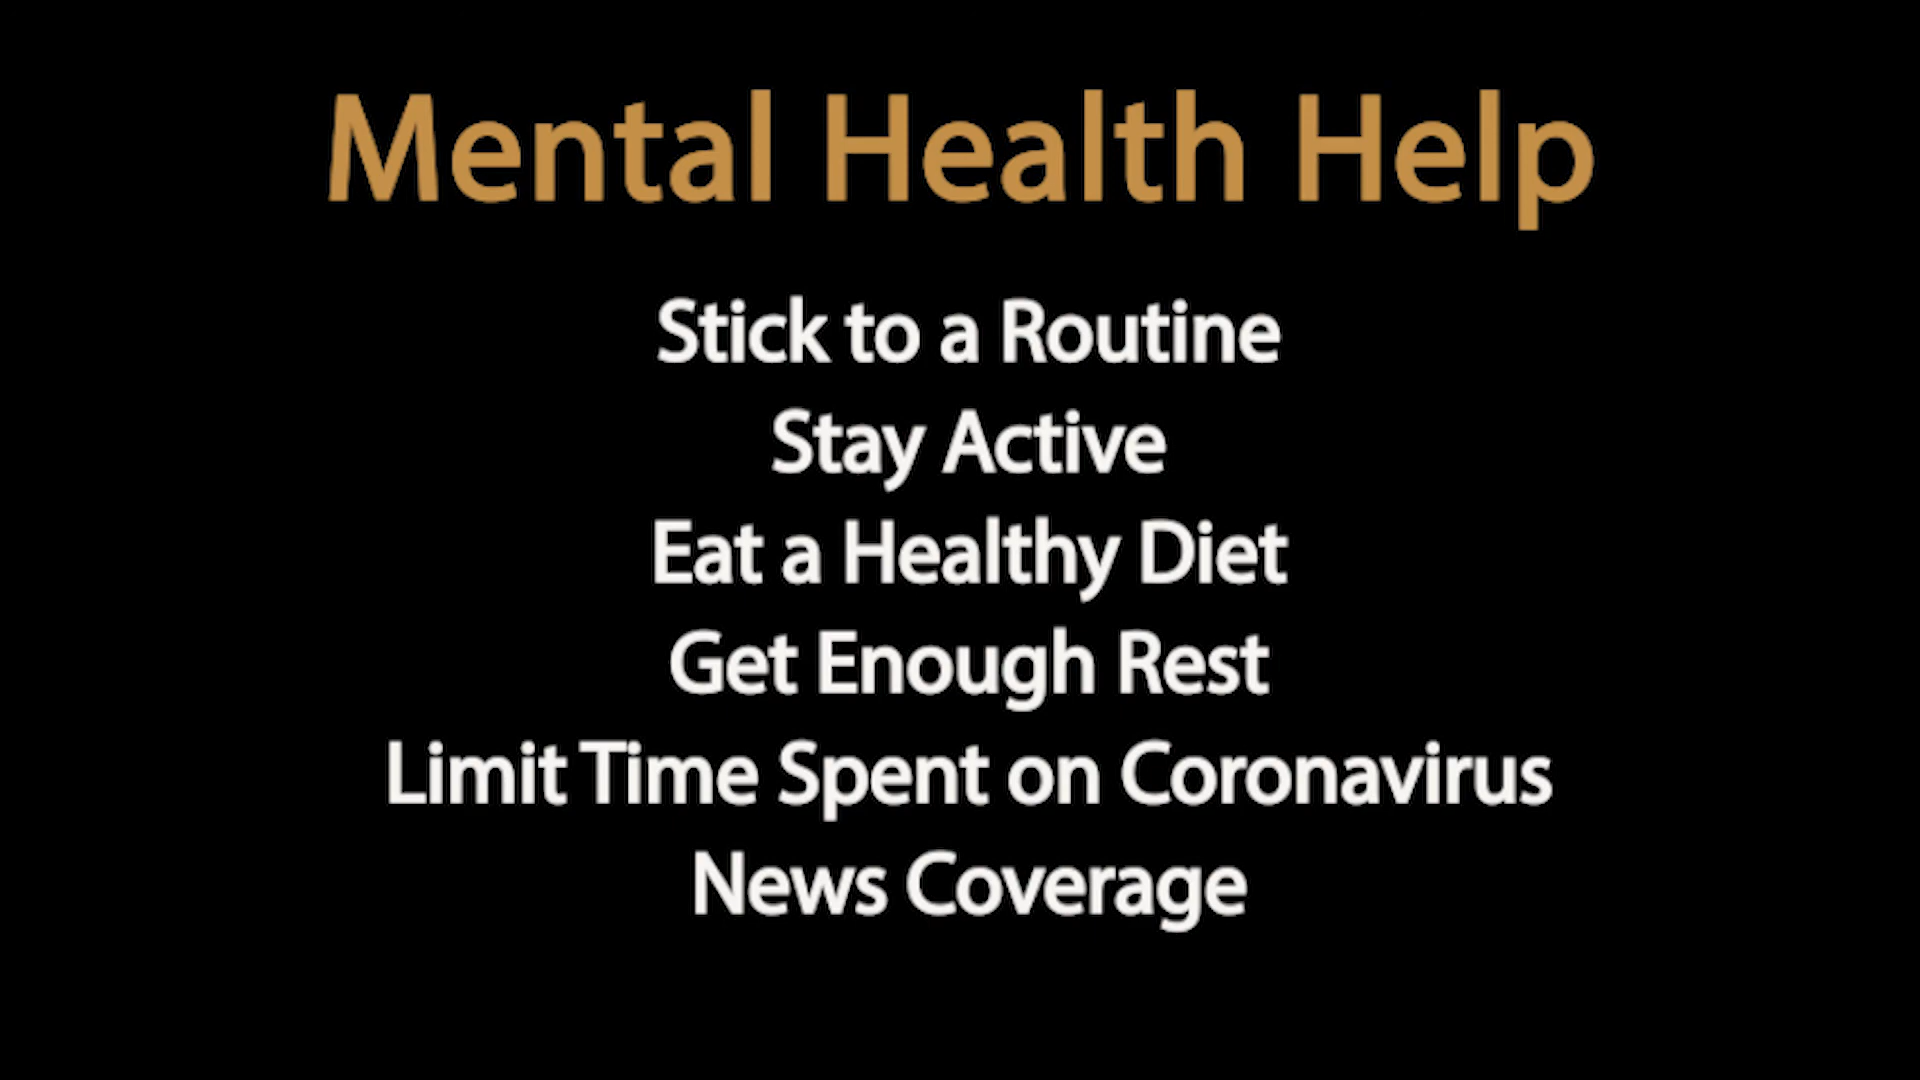 Mental Health Help
Stick to a Routine
Stay Active
Eat a Healthy Diet
Get Enough Rest
Limit Time Spent on Coronavirus
News Coverage